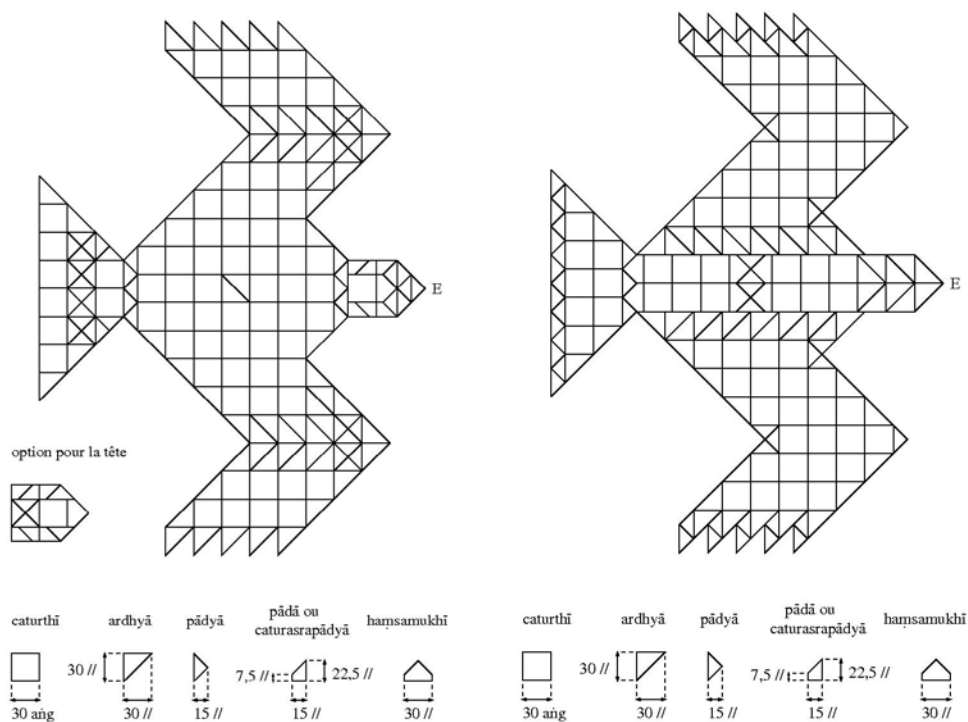 E
E
option pour la tête
caturthī
ardhyā
pādyā
pādā ou
caturasrapādyā
haṃsamukhī
30 //
7,5 //
22,5 //
30 aṅg
30 //
15 //
15 //
30 //
caturthī
ardhyā
pādyā
pādā ou
caturasrapādyā
haṃsamukhī
30 //
7,5 //
22,5 //
30 aṅg
30 //
15 //
15 //
30 //